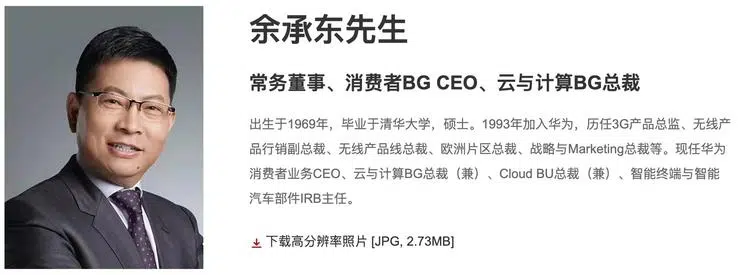 余承东先生
常务董事、消费者BG CEO、云与计算BG总裁
出生于1969年，毕业于清华大学，硕士。1993年加入华为，历任3G产品总监、无线产
品行销副总裁、无线产品线总裁、欧洲片区总裁、战略与Marketing总裁等。现任华为
消费者业务CEO、云与计算BG总裁（兼）、Cloud BU总裁（兼）、智能终端与智能
汽车部件IRB主任。
下载高分辨率照片 [JPG, 2.73MB]